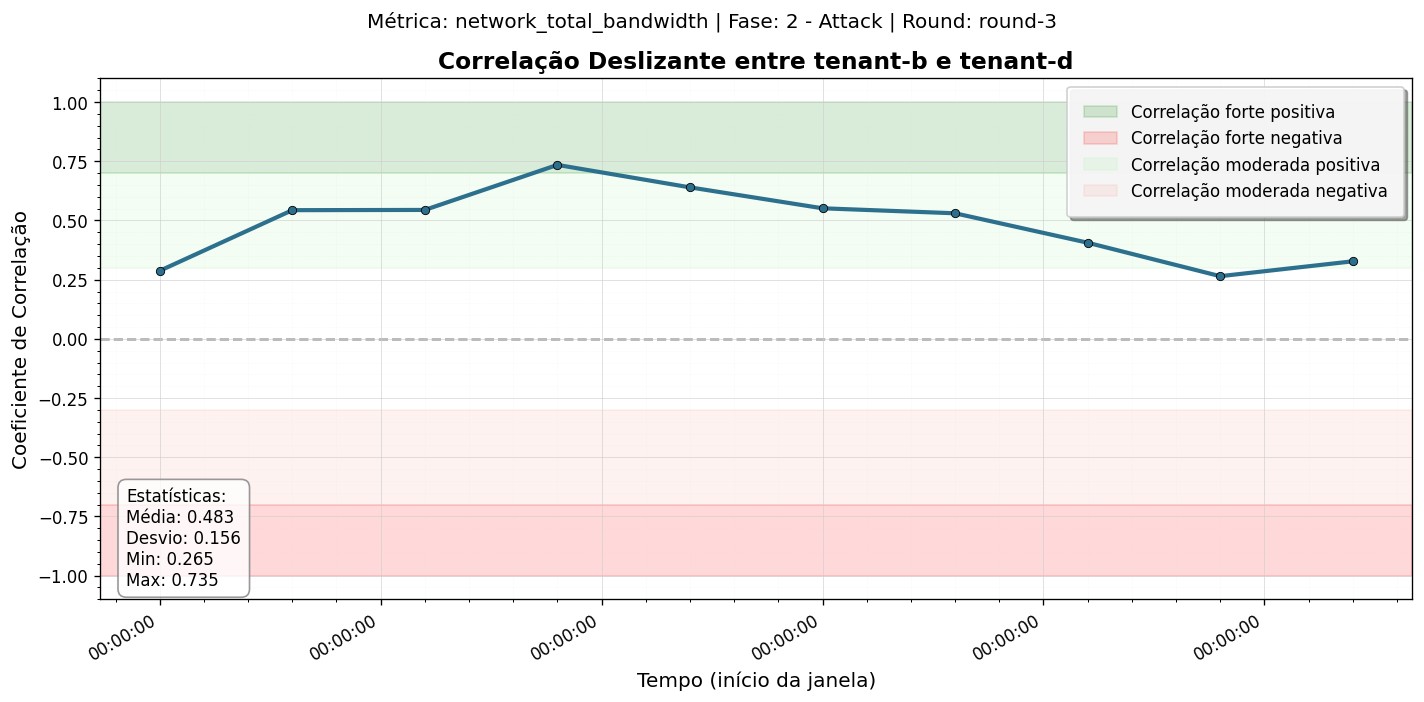 Métrica: network_total_bandwidth | Fase: 2 - Attack | Round: round-3
Correlação Deslizante entre tenant-b e tenant-d
Coeficiente de Correlação
1.00
0.75
0.50
0.25
0.00
−0.25
−0.50
−0.75
−1.00
Correlação forte positiva
Correlação forte negativa
Correlação moderada positiva
Correlação moderada negativa
Estatísticas:
Média: 0.483
Desvio: 0.156
Min: 0.265
Max: 0.735
00:00:00
00:00:00
00:00:00
00:00:00
00:00:00
00:00:00
Tempo (início da janela)